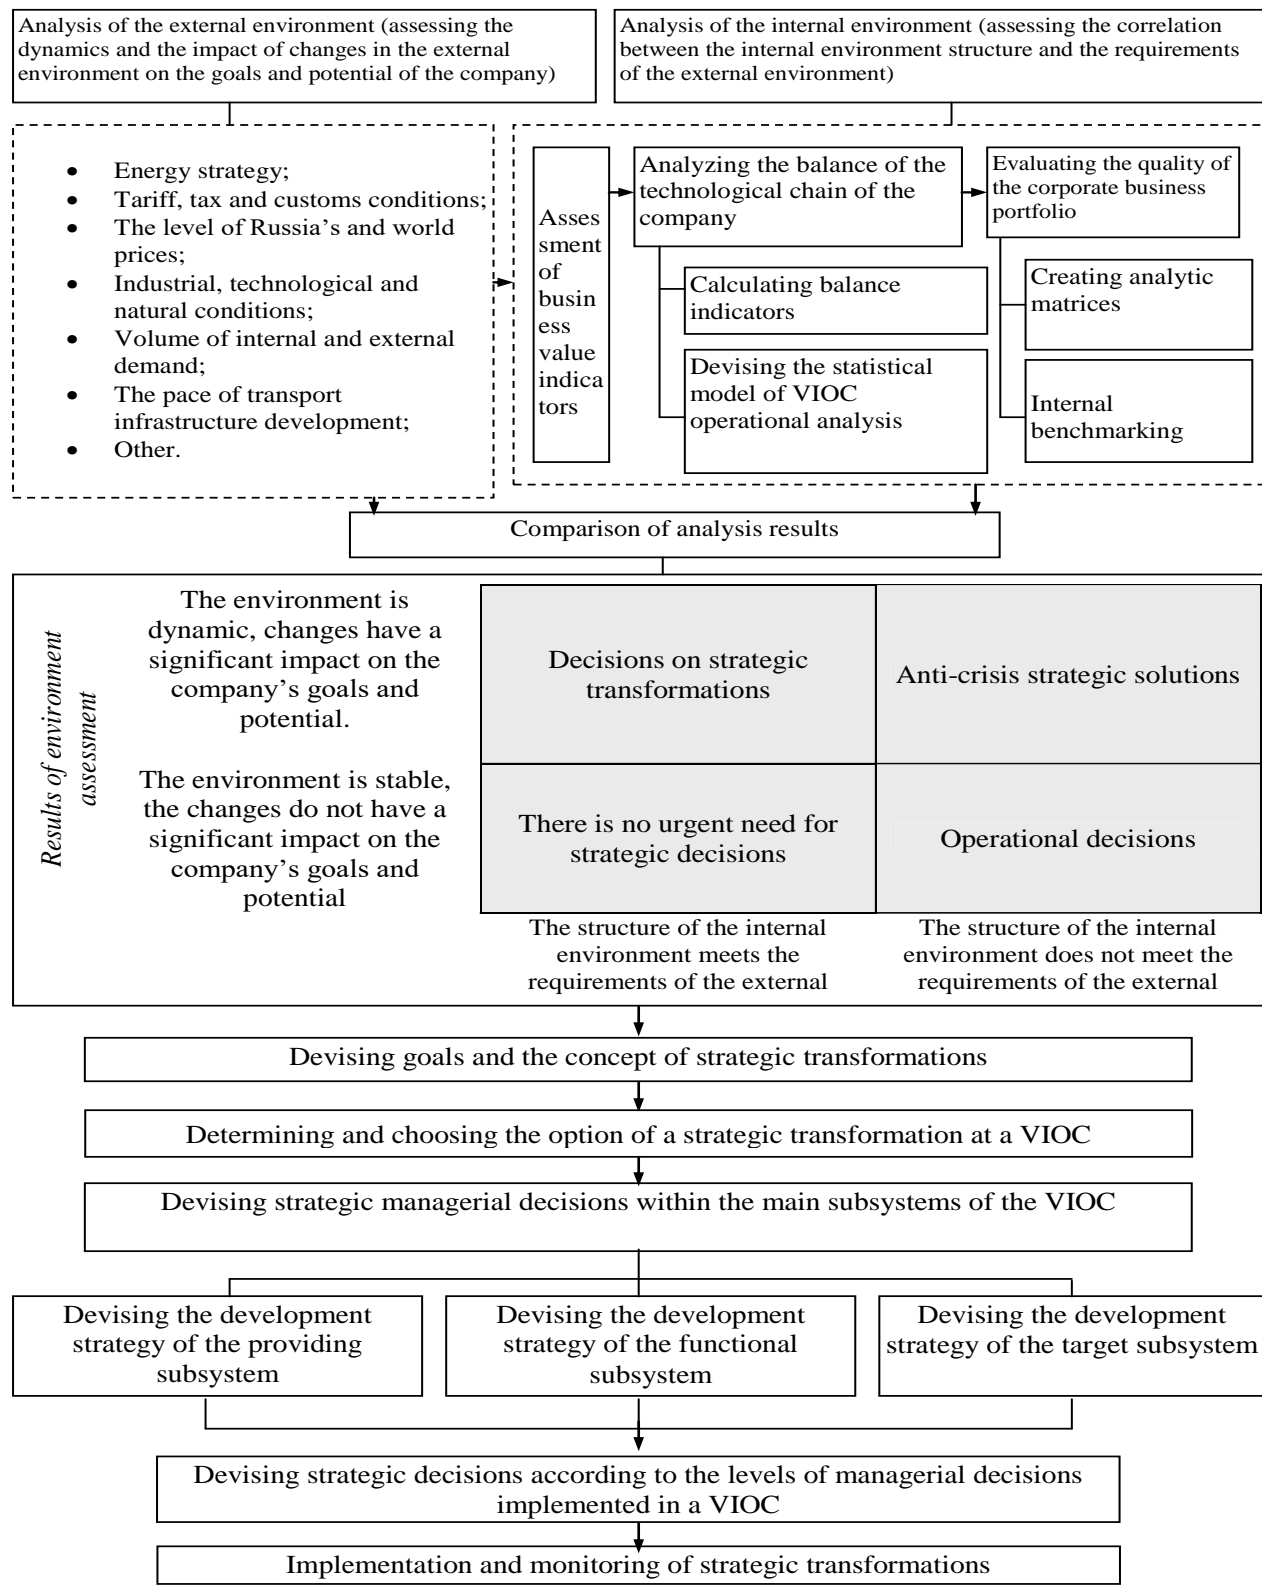 Analysis of the external environment (assessing the
dynamics and the impact of changes in the external
environment on the goals and potential of the company)
Analysis of the internal environment (assessing the correlation
between the internal environment structure and the requirements
of the external environment)
• Energy strategy;
• Tariff, tax and customs conditions;
• The level of Russia’s and world
prices;
• Industrial, technological and
natural conditions;
• Volume of internal and external
demand;
• The pace of transport
infrastructure development;
• Other.
Asses
sment
of
busin
ess
value
indica
tors
Analyzing the balance of the
technological chain of the
company
Calculating balance
indicators
Devising the statistical
model of VIOC
operational analysis
Evaluating the quality of
the corporate business
portfolio
Creating analytic
matrices
Internal
benchmarking
Comparison of analysis results
Results of environment
assessment
The environment is
dynamic, changes have a
significant impact on the
company’s goals and
potential.
Decisions on strategic
transformations
Anti-crisis strategic solutions
The environment is stable,
the changes do not have a
significant impact on the
company’s goals and
potential
There is no urgent need for
strategic decisions
Operational decisions
The structure of the internal
environment meets the
requirements of the external
The structure of the internal
environment does not meet the
requirements of the external
Devising goals and the concept of strategic transformations
Determining and choosing the option of a strategic transformation at a VIOC
Devising strategic managerial decisions within the main subsystems of the VIOC
Devising the development
strategy of the providing
subsystem
Devising the development
strategy of the functional
subsystem
Devising the development
strategy of the target subsystem
Devising strategic decisions according to the levels of managerial decisions
implemented in a VIOC
Implementation and monitoring of strategic transformations